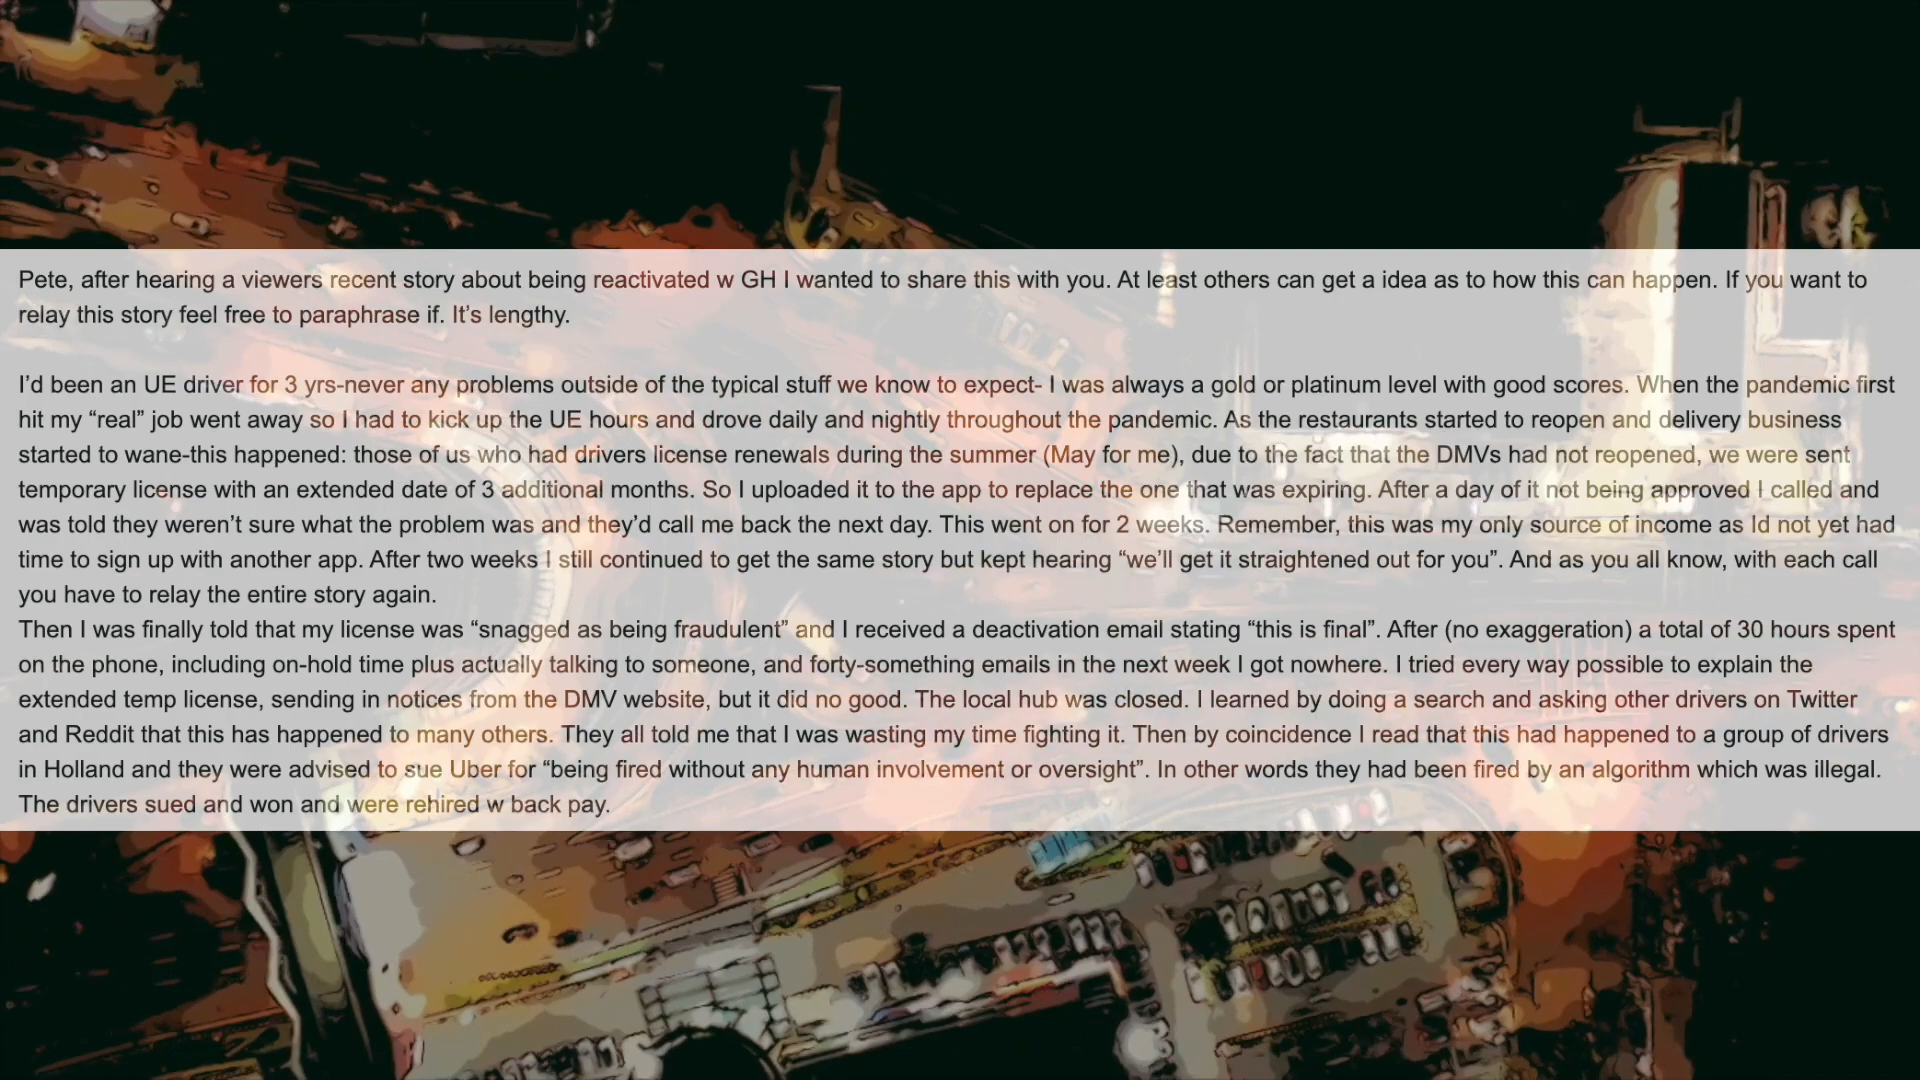 Pete, after hearing a viewers recent story about being reactivated w GH I wanted to share this with you. At least others can get a idea as to how this can happen. If you want to
relay this story feel free to paraphrase if. It’s lengthy.
I’d been an UE driver for 3 yrs-never any problems outside of the typical stuff we know to expect- I was always a gold or platinum level with good scores. When the pandemic first
hit my “real” job went away so I had to kick up the UE hours and drove daily and nightly throughout the pandemic. As the restaurants started to reopen and delivery business
started to wane-this happened: those of us who had drivers license renewals during the summer (May for me), due to the fact that the DMVs had not reopened, we were sent
temporary license with an extended date of 3 additional months. So I uploaded it to the app to replace the one that was expiring. After a day of it not being approved I called and
was told they weren’t sure what the problem was and they’d call me back the next day. This went on for 2 weeks. Remember, this was my only source of income as Id not yet had
time to sign up with another app. After two weeks I still continued to get the same story but kept hearing “we’ll get it straightened out for you”. And as you all know, with each call
you have to relay the entire story again.
Then I was finally told that my license was “snagged as being fraudulent” and I received a deactivation email stating “this is final”. After (no exaggeration) a total of 30 hours spent
on the phone, including on-hold time plus actually talking to someone, and forty-something emails in the next week I got nowhere. I tried every way possible to explain the
extended temp license, sending in notices from the DMV website, but it did no good. The local hub was closed. I learned by doing a search and asking other drivers on Twitter
and Reddit that this has happened to many others. They all told me that I was wasting my time fighting it. Then by coincidence I read that this had happened to a group of drivers
in Holland and they were advised to sue Uber for “being fired without any human involvement or oversight”. In other words they had been fired by an algorithm which was illegal.
The drivers sued and won and were rehired w back pay.